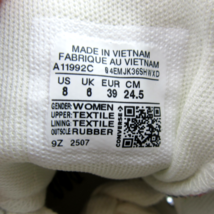 MADE IN VIETNAM
FABRIQUE AU VIETNAM
A11992C
US UK EUR CM
8 6 39 24.5
GENDER WOMEN
UPPER TEXTILE
LINING TEXTILE
OUTSOLE RUBBER
9Z 2507
CONVERSE